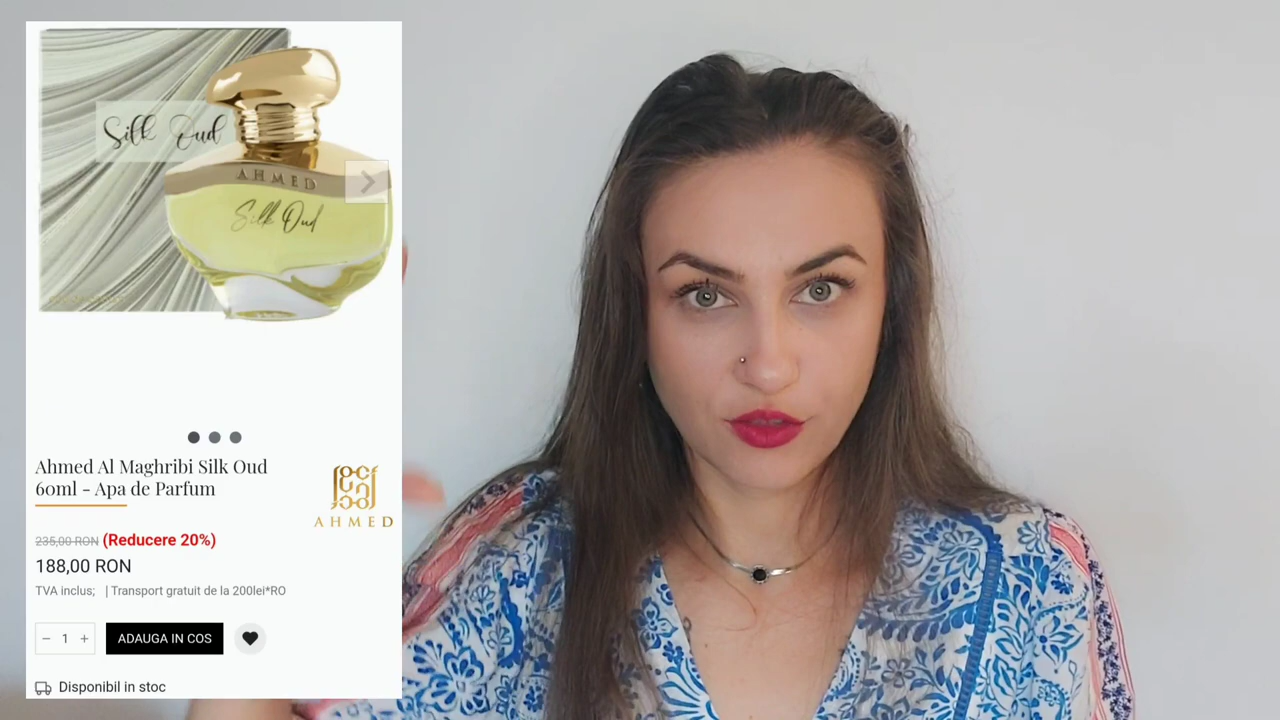 Silk Oud
AHMED
Silk Oud
Ahmed Al Maghribi Silk Oud
60ml - Apa de Parfum
AHMED
235,00 RON (Reducere 20%)
188,00 RON
TVA inclus; | Transport gratuit de la 200lei*RO
− 1 + ADAUGA IN COS
Disponibil in stoc